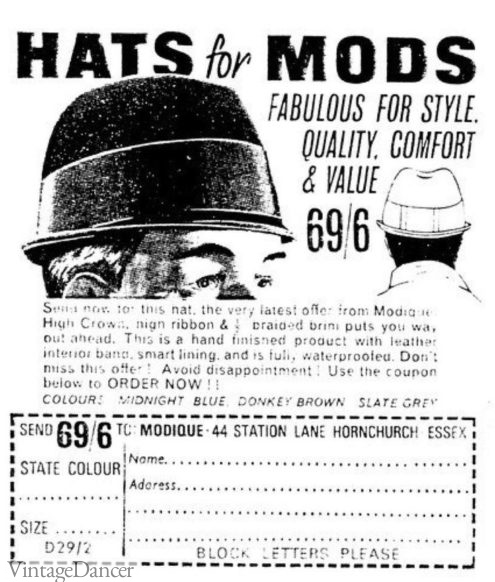 HATS for MODS
FABULOUS FOR STYLE.
QUALITY, COMFORT
& VALUE
69/6
Send now for this hat, the very latest offer from Modique
High Crown, high ribbon & ½" braided brim puts you way
out ahead. This is a hand finished product with leather
interior band, smart lining, and is fully waterproofed. Don't
miss this offer! Avoid disappointment! Use the coupon
below to ORDER NOW!!
COLOURS MIDNIGHT BLUE, DONKEY BROWN SLATE GREY
SEND 69/6 TO MODIQUE·44 STATION LANE HORNCHURCH ESSEX
STATE COLOUR
Name
Address
SIZE
D29/2
BLOCK LETTERS PLEASE
VintageDancer